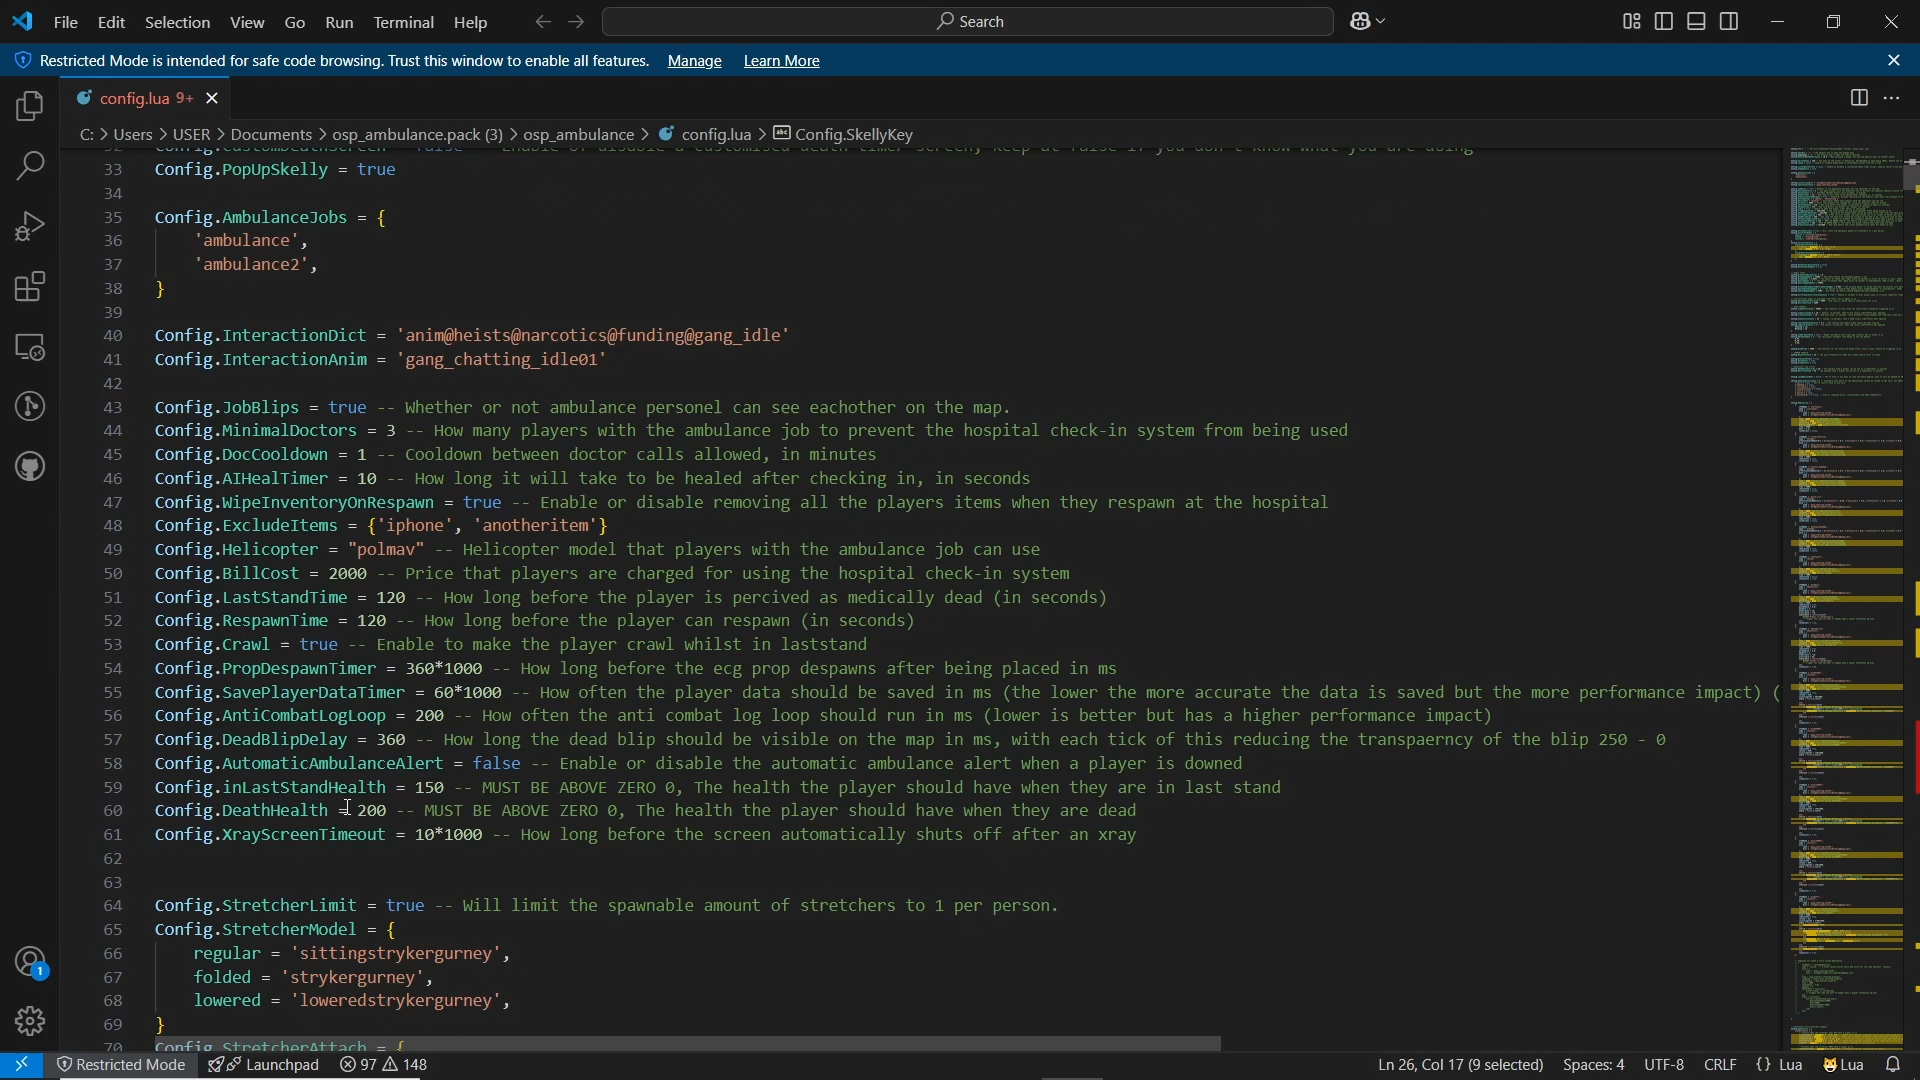 File Edit Selection View Go Run Terminal Help Search
Restricted Mode is intended for safe code browsing. Trust this window to enable all features. Manage Learn More
config.lua 9+
C: > Users > USER > Documents > osp_ambulance.pack (3) > osp_ambulance > config.lua > Config.SkellyKey
33 Config.PopUpSkelly = true
34
35 Config.AmbulanceJobs = {
36 'ambulance',
37 'ambulance2',
38 }
39
40 Config.InteractionDict = 'anim@heists@narcotics@funding@gang_idle'
41 Config.InteractionAnim = 'gang_chatting_idle01'
42
43 Config.JobBlips = true -- Whether or not ambulance personel can see eachother on the map.
44 Config.MinimalDoctors = 3 -- How many players with the ambulance job to prevent the hospital check-in system from being used
45 Config.DocCooldown = 1 -- Cooldown between doctor calls allowed, in minutes
46 Config.AIHealTimer = 10 -- How long it will take to be healed after checking in, in seconds
47 Config.WipeInventoryOnRespawn = true -- Enable or disable removing all the players items when they respawn at the hospital
48 Config.ExcludeItems = {'iphone', 'anotheritem'}
49 Config.Helicopter = "polmav" -- Helicopter model that players with the ambulance job can use
50 Config.BillCost = 2000 -- Price that players are charged for using the hospital check-in system
51 Config.LastStandTime = 120 -- How long before the player is percived as medically dead (in seconds)
52 Config.RespawnTime = 120 -- How long before the player can respawn (in seconds)
53 Config.Crawl = true -- Enable to make the player crawl whilst in laststand
54 Config.PropDespawnTimer = 360*1000 -- How long before the ecg prop despawns after being placed in ms
55 Config.SavePlayerDataTimer = 60*1000 -- How often the player data should be saved in ms (the lower the more accurate the data is saved but the more performance impact) (
56 Config.AntiCombatLogLoop = 200 -- How often the anti combat log loop should run in ms (lower is better but has a higher performance impact)
57 Config.DeadBlipDelay = 360 -- How long the dead blip should be visible on the map in ms, with each tick of this reducing the transpaerncy of the blip 250 - 0
58 Config.AutomaticAmbulanceAlert = false -- Enable or disable the automatic ambulance alert when a player is downed
59 Config.inLastStandHealth = 150 -- MUST BE ABOVE ZERO 0, The health the player should have when they are in last stand
60 Config.DeathHealth = 200 -- MUST BE ABOVE ZERO 0, The health the player should have when they are dead
61 Config.XrayScreenTimeout = 10*1000 -- How long before the screen automatically shuts off after an xray
62
63
64 Config.StretcherLimit = true -- Will limit the spawnable amount of stretchers to 1 per person.
65 Config.StretcherModel = {
66 regular = 'sittingstrykergurney',
67 folded = 'strykergurney',
68 lowered = 'loweredstrykergurney',
69 }
70 Config.StretcherAttach = {
1
Restricted Mode Launchpad 97 148 Ln 26, Col 17 (9 selected) Spaces: 4 UTF-8 CRLF {} Lua Lua